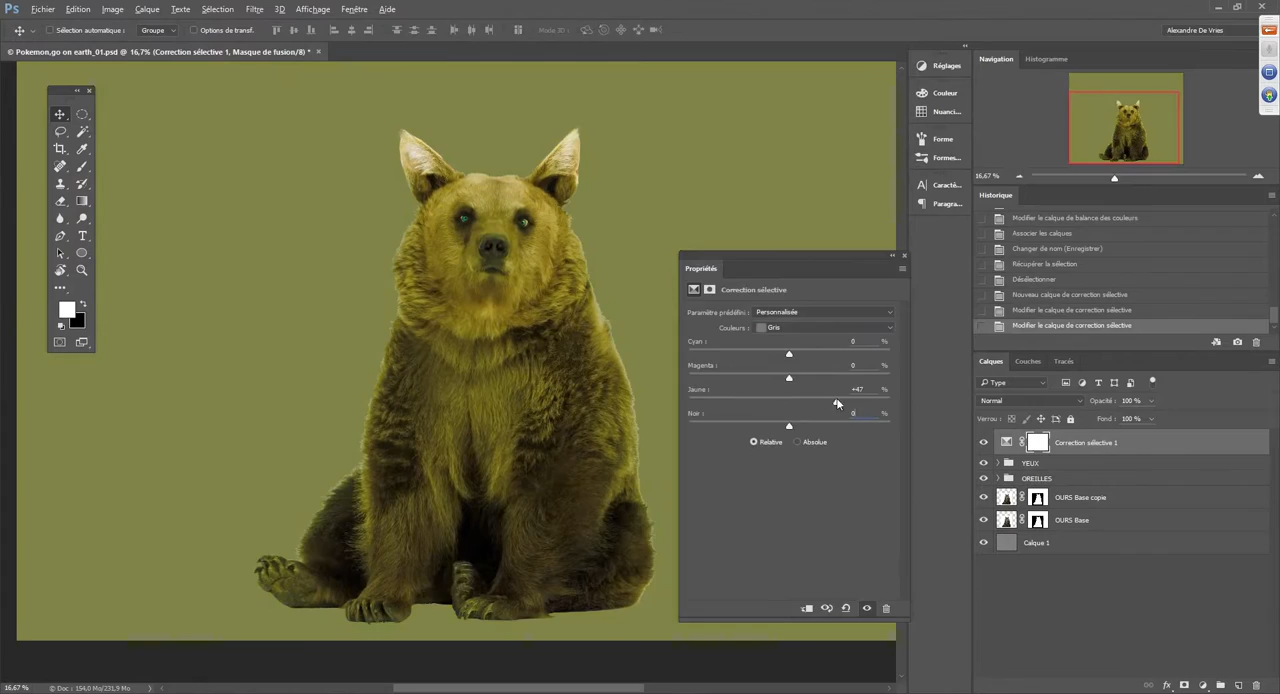 Ps Fichier Edition Image Calque Texte Sélection Filtre 3D Affichage Fenêtre Aide
Sélection automatique : Groupe Options de transf. Mode 3D : Alexandre De Vries
© Pokemon,go on earth_01.psd @ 16,7% (Correction sélective 1, Masque de fusion/8) * ×
Réglages
Couleur
Nuanci...
Forme
Formes...
Caracté...
Paragra...
Navigation Histogramme
16,67 %
Historique
Modifier le calque de balance des couleurs
Associer les calques
Changer de nom (Enregistrer)
Récupérer la sélection
Désélectionner
Nouveau calque de correction sélective
Modifier le calque de correction sélective
Modifier le calque de correction sélective
Propriétés
Correction sélective
Paramètre prédéfini : Personnalisée
Couleurs : Gris
Cyan : 0 %
Magenta : 0 %
Jaune : +47 %
Noir : 0 %
Relative Absolue
Calques Couches Tracés
Type
Normal Opacité : 100 %
Verrou : Fond : 100 %
Correction sélective 1
YEUX
OREILLES
OURS Base copie
OURS Base
Calque 1
16,67 % Doc : 154,0 Mo/231,9 Mo